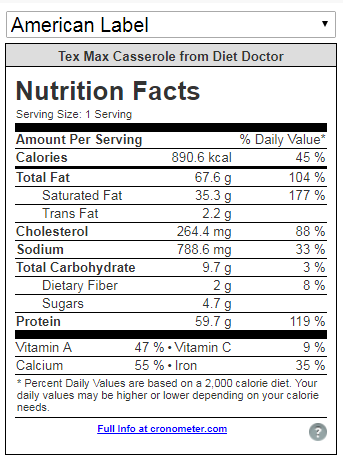 American Label
Tex Max Casserole from Diet Doctor
Nutrition Facts
Serving Size: 1 Serving
Amount Per Serving % Daily Value*
Calories 890.6 kcal 45 %
Total Fat 67.6 g 104 %
Saturated Fat 35.3 g 177 %
Trans Fat 2.2 g
Cholesterol 264.4 mg 88 %
Sodium 788.6 mg 33 %
Total Carbohydrate 9.7 g 3 %
Dietary Fiber 2 g 8 %
Sugars 4.7 g
Protein 59.7 g 119 %
Vitamin A 47 % • Vitamin C 9 %
Calcium 55 % • Iron 35 %
* Percent Daily Values are based on a 2,000 calorie diet. Your
daily values may be higher or lower depending on your calorie
needs.
Full Info at cronometer.com
?